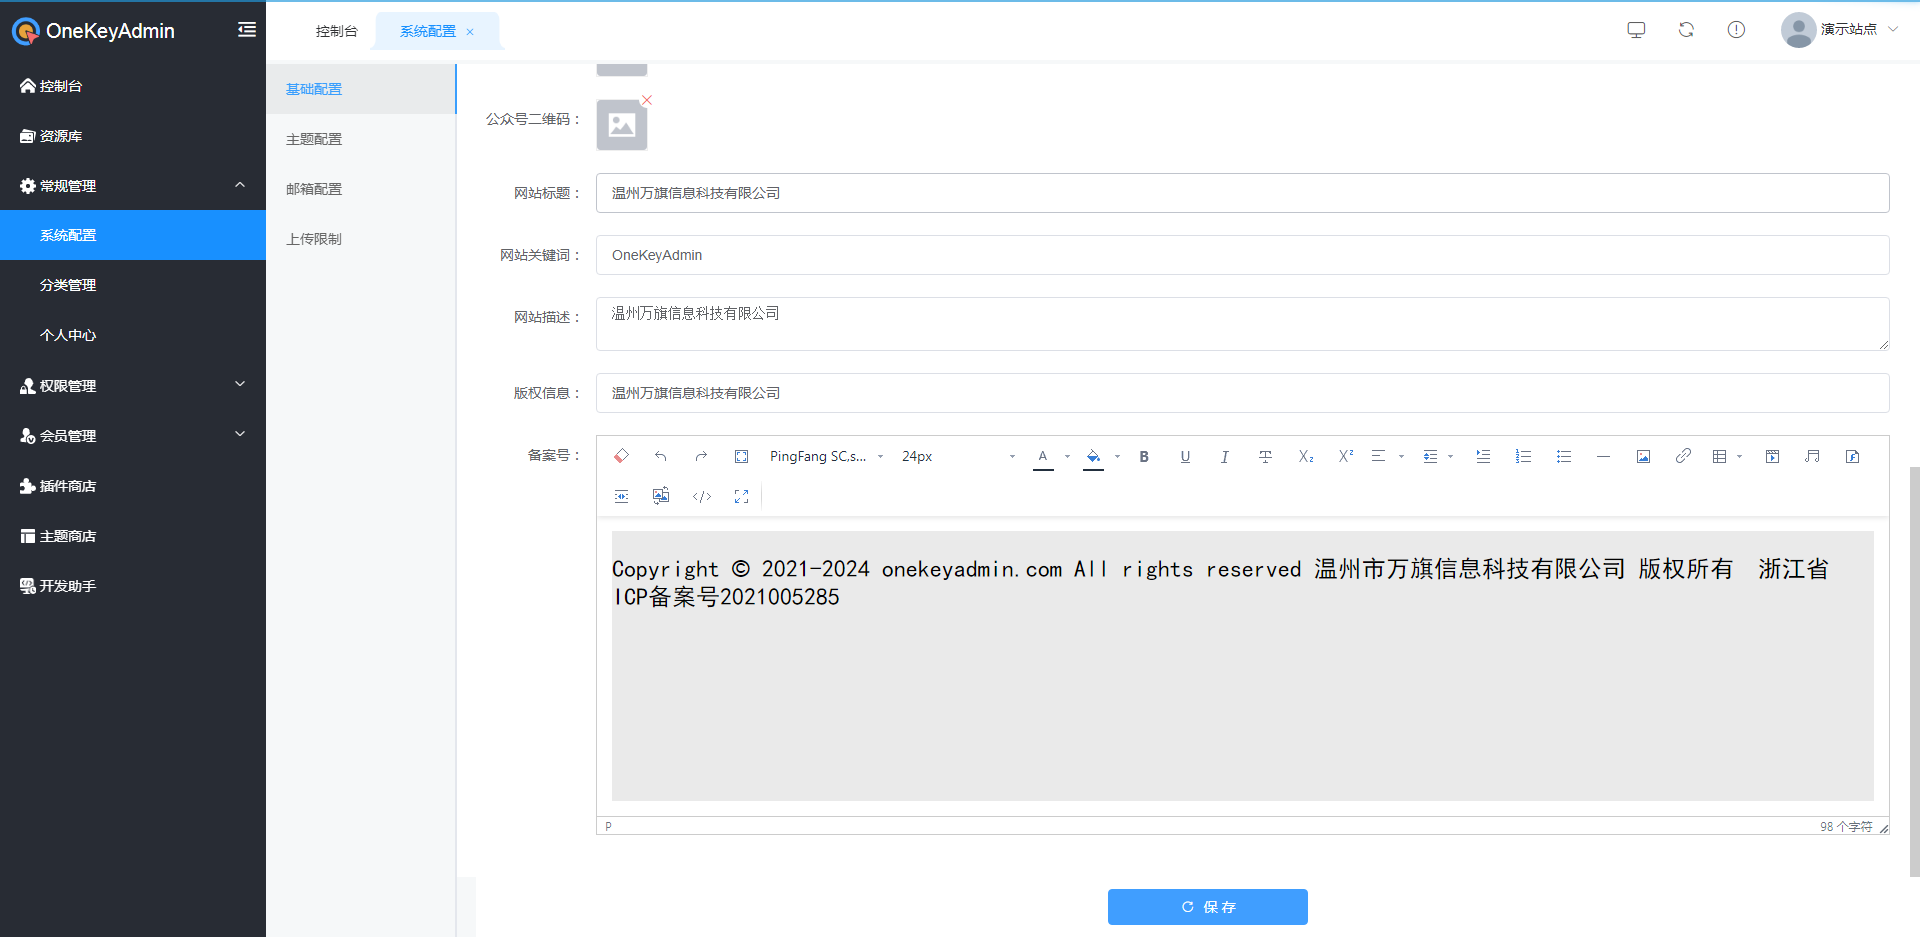 OneKeyAdmin
控制台
系统配置
演示站点
控制台
资源库
常规管理
系统配置
分类管理
个人中心
权限管理
会员管理
插件商店
主题商店
开发助手
基础配置
主题配置
邮箱配置
上传限制
公众号二维码：
网站标题：
温州万旗信息科技有限公司
网站关键词：
OneKeyAdmin
网站描述：
温州万旗信息科技有限公司
版权信息：
温州万旗信息科技有限公司
备案号：
PingFang SC,s...
24px
Copyright © 2021-2024 onekeyadmin.com All rights reserved 温州市万旗信息科技有限公司 版权所有  浙江省
ICP备案号2021005285
P
98 个字符
保存